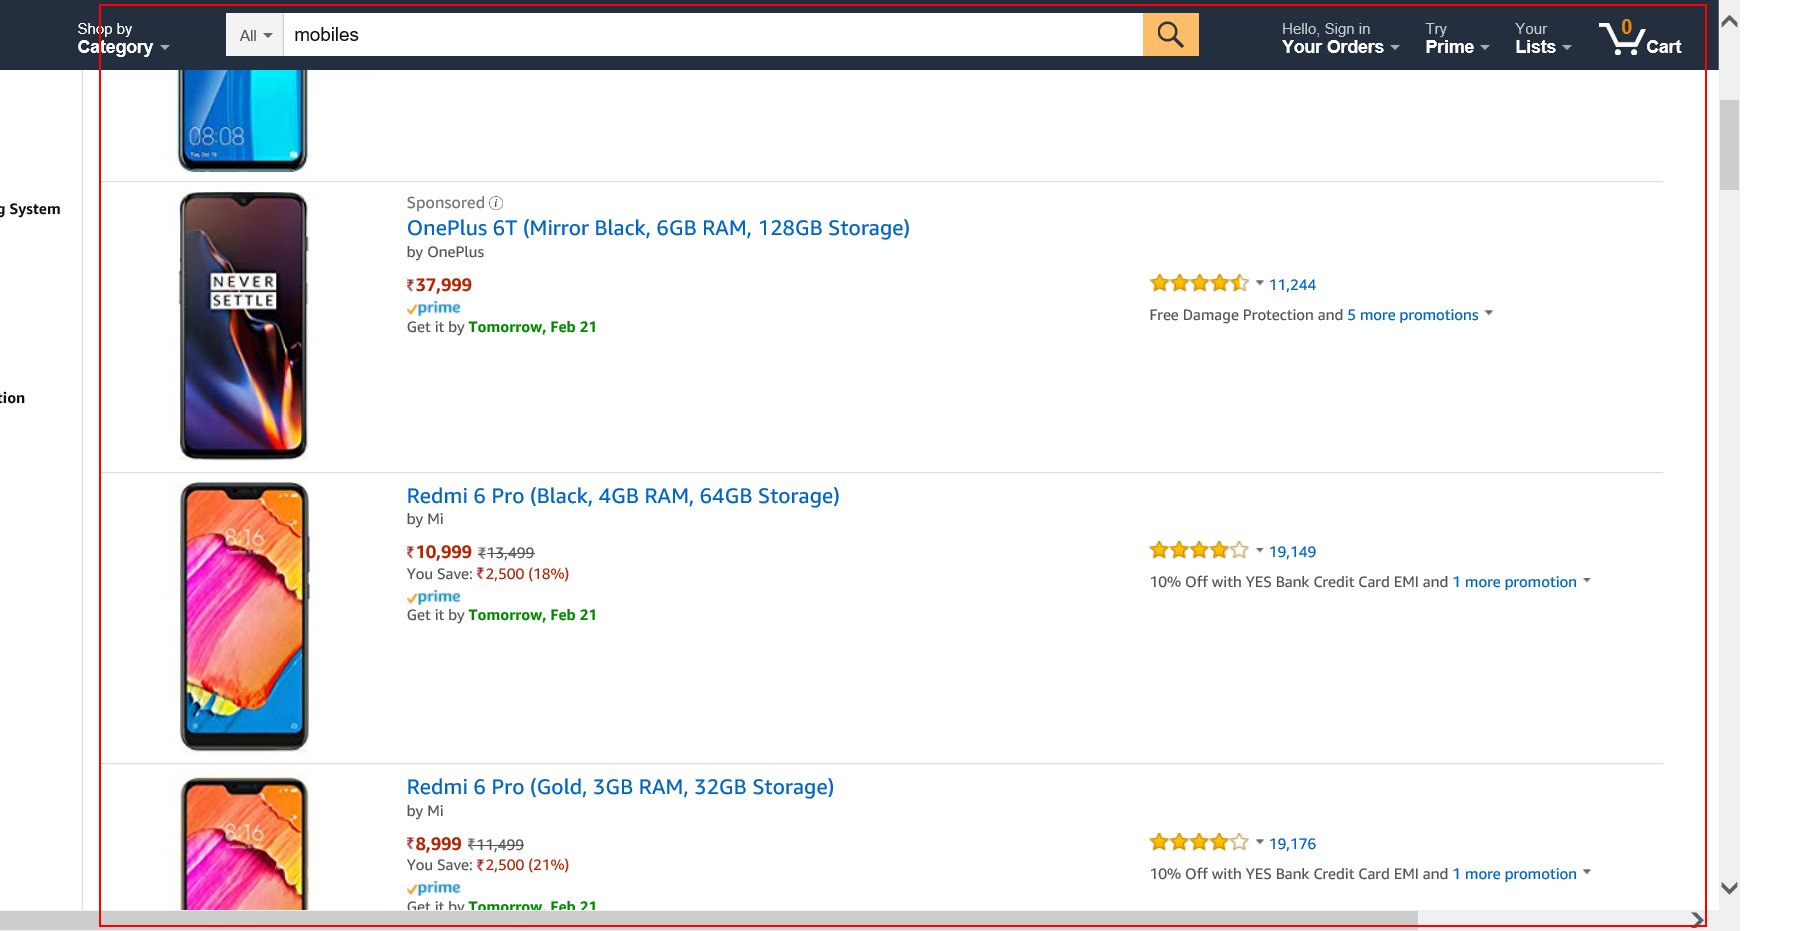 Shop by
Category
All
mobiles
Hello, Sign in
Your Orders
Try
Prime
Your
Lists
0
Cart
08:08
Tue, Oct 16
g System
tion
Sponsored
OnePlus 6T (Mirror Black, 6GB RAM, 128GB Storage)
by OnePlus
₹37,999
prime
Get it by Tomorrow, Feb 21
11,244
Free Damage Protection and 5 more promotions
NEVER
SETTLE
Redmi 6 Pro (Black, 4GB RAM, 64GB Storage)
by Mi
₹10,999 ₹13,499
You Save: ₹2,500 (18%)
prime
Get it by Tomorrow, Feb 21
19,149
10% Off with YES Bank Credit Card EMI and 1 more promotion
8:16
Redmi 6 Pro (Gold, 3GB RAM, 32GB Storage)
by Mi
₹8,999 ₹11,499
You Save: ₹2,500 (21%)
prime
Get it by Tomorrow, Feb 21
19,176
10% Off with YES Bank Credit Card EMI and 1 more promotion
8:16